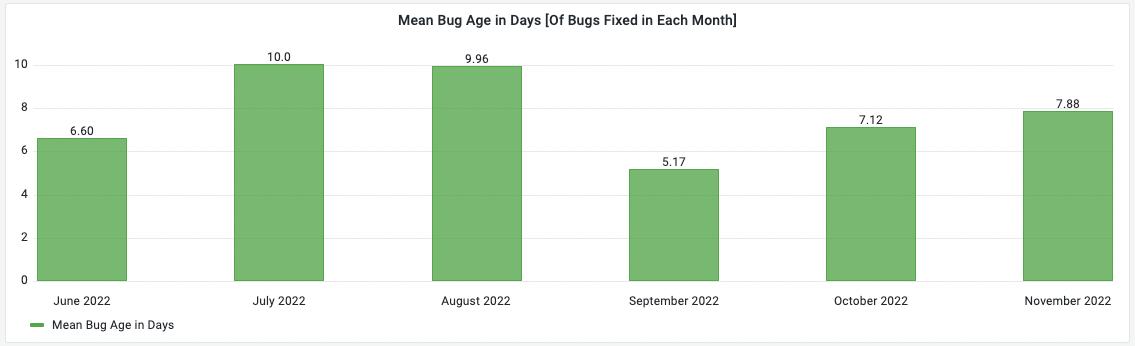 Mean Bug Age in Days [Of Bugs Fixed in Each Month]
10
8
6
4
2
0
6.60
10.0
9.96
5.17
7.12
7.88
June 2022
July 2022
August 2022
September 2022
October 2022
November 2022
Mean Bug Age in Days